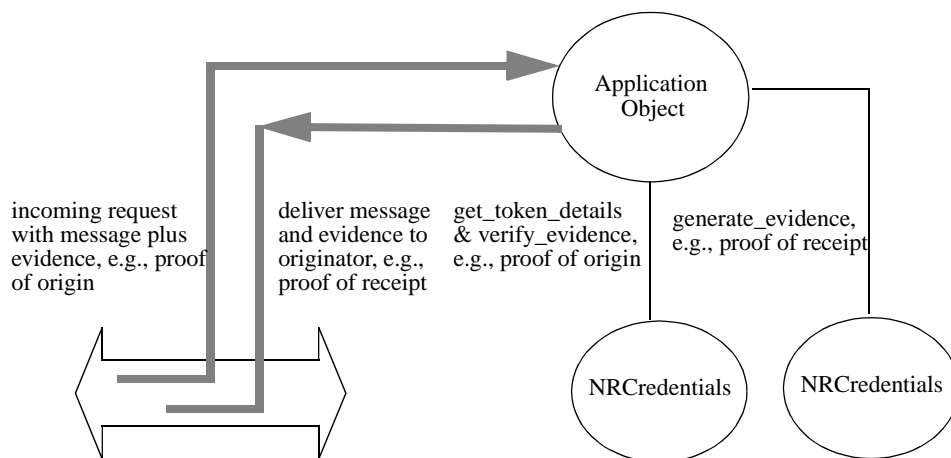 Application
Object
incoming request
with message plus
evidence, e.g., proof
of origin
deliver message
and evidence to
originator, e.g.,
proof of receipt
get_token_details
& verify_evidence,
e.g., proof of origin
generate_evidence,
e.g., proof of receipt
NRCredentials
NRCredentials